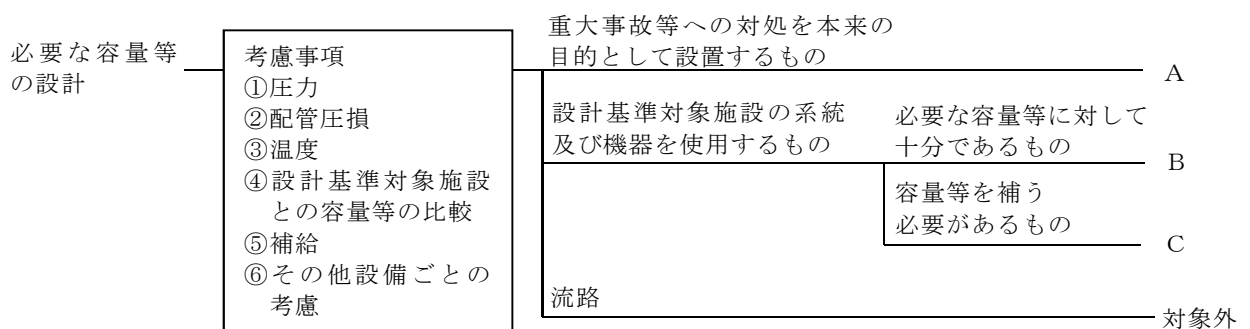 必要な容量等
の設計
考慮事項
①圧力
②配管圧損
③温度
④設計基準対象施設
との容量等の比較
⑤補給
⑥その他設備ごとの
考慮
重大事故等への対処を本来の
目的として設置するもの
A
設計基準対象施設の系統
及び機器を使用するもの
必要な容量等に対して
十分であるもの
B
容量等を補う
必要があるもの
C
流路
対象外